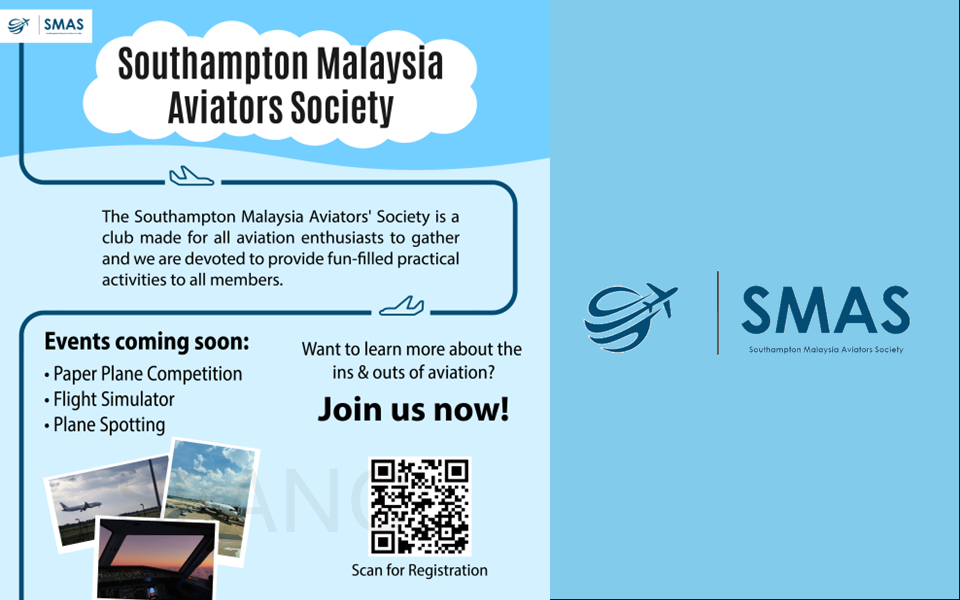 SMAS
Southampton Malaysia
Aviators Society
The Southampton Malaysia Aviators' Society is a
club made for all aviation enthusiasts to gather
and we are devoted to provide fun-filled practical
activities to all members.
Events coming soon:
• Paper Plane Competition
• Flight Simulator
• Plane Spotting
Want to learn more about the
ins & outs of aviation?
Join us now!
Scan for Registration
SMAS
Southampton Malaysia Aviators Society